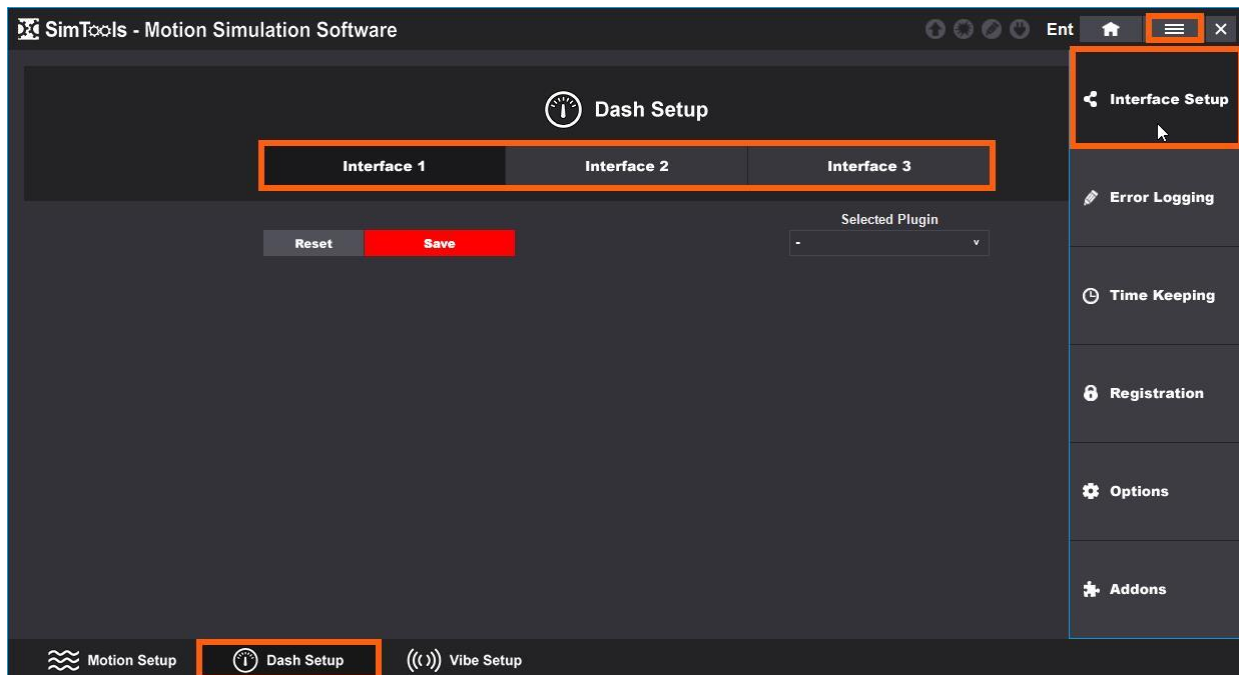 SimTools - Motion Simulation Software
Ent
Interface Setup
Dash Setup
Interface 1
Interface 2
Interface 3
Error Logging
Selected Plugin
Reset
Save
-
v
Time Keeping
Registration
Options
Addons
Motion Setup
Dash Setup
Vibe Setup